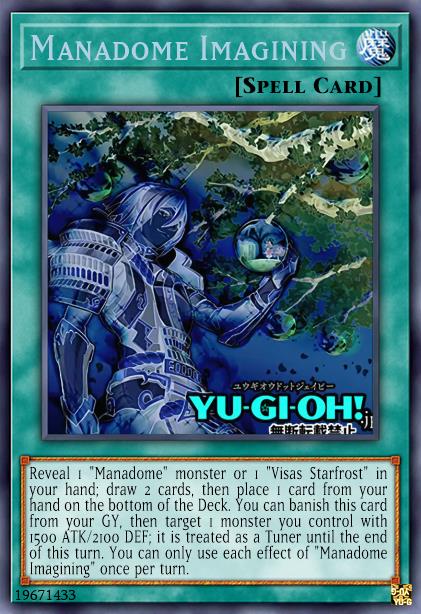 Manadome Imagining
魔
[Spell Card]
ユウギオウドットジェイピー
YU-GI-OH!.jp
無断転載禁止
Reveal 1 "Manadome" monster or 1 "Visas Starfrost" in
your hand; draw 2 cards, then place 1 card from your
hand on the bottom of the Deck. You can banish this card
from your GY, then target 1 monster you control with
1500 ATK/2100 DEF; it is treated as a Tuner until the end
of this turn. You can only use each effect of "Manadome
Imagining" once per turn.
19671433